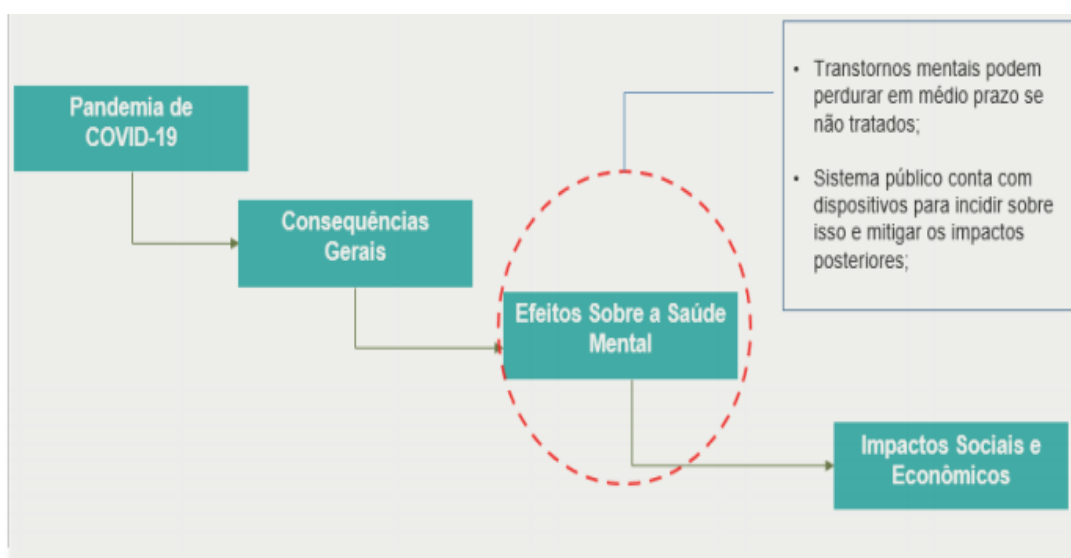 Pandemia de
COVID-19
Consequências
Gerais
Efeitos Sobre a Saúde
Mental
Impactos Sociais e
Econômicos
• Transtornos mentais podem
perdurar em médio prazo se
não tratados;
• Sistema público conta com
dispositivos para incidir sobre
isso e mitigar os impactos
posteriores;